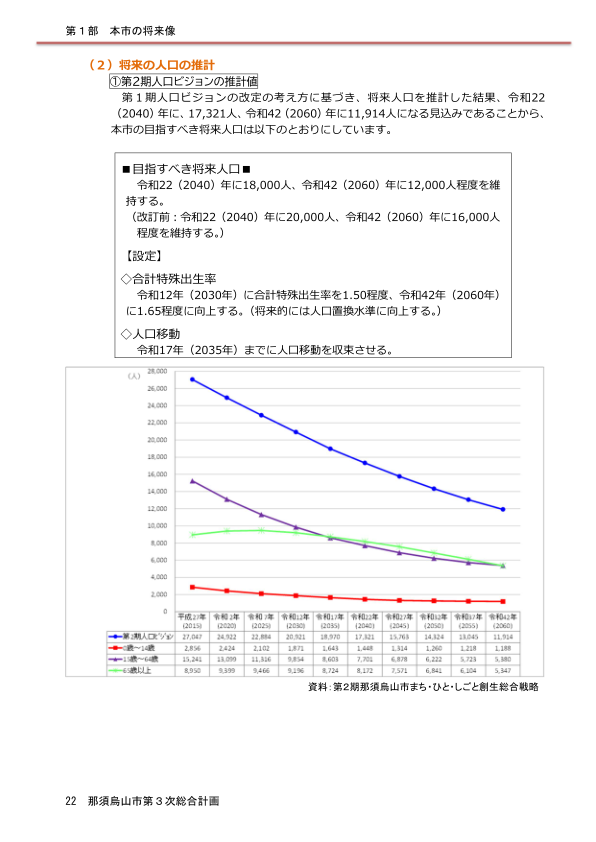 第１部　本市の将来像
（２）将来の人口の推計
①第2期人口ビジョンの推計値
第１期人口ビジョンの改定の考え方に基づき、将来人口を推計した結果、令和22
（2040）年に、17,321人、令和42（2060）年に11,914人になる見込みであることから、
本市の目指すべき将来人口は以下のとおりにしています。
■目指すべき将来人口■
令和22（2040）年に18,000人、令和42（2060）年に12,000人程度を維
持する。
（改訂前：令和22（2040）年に20,000人、令和42（2060）年に16,000人
程度を維持する。）
【設定】
◇合計特殊出生率
令和12年（2030年）に合計特殊出生率を1.50程度、令和42年（2060年）
に1.65程度に向上する。（将来的には人口置換水準に向上する。）
◇人口移動
令和17年（2035年）までに人口移動を収束させる。
（人）
28,000
26,000
24,000
22,000
20,000
18,000
16,000
14,000
12,000
10,000
8,000
6,000
4,000
2,000
0
平成27年 令和2年 令和7年 令和12年 令和17年 令和22年 令和27年 令和32年 令和37年 令和42年
(2015) (2020) (2025) (2030) (2035) (2040) (2045) (2050) (2055) (2060)
第2期人口ﾋﾞｼﾞｮﾝ 27,047 24,922 22,884 20,921 18,970 17,321 15,763 14,324 13,045 11,914
0歳～14歳 2,856 2,424 2,102 1,871 1,643 1,448 1,314 1,260 1,218 1,188
15歳～64歳 15,241 13,099 11,316 9,854 8,603 7,701 6,878 6,222 5,723 5,380
65歳以上 8,950 9,399 9,466 9,196 8,724 8,172 7,571 6,841 6,104 5,347
資料：第２期那須烏山市まち・ひと・しごと創生総合戦略
22　那須烏山市第３次総合計画